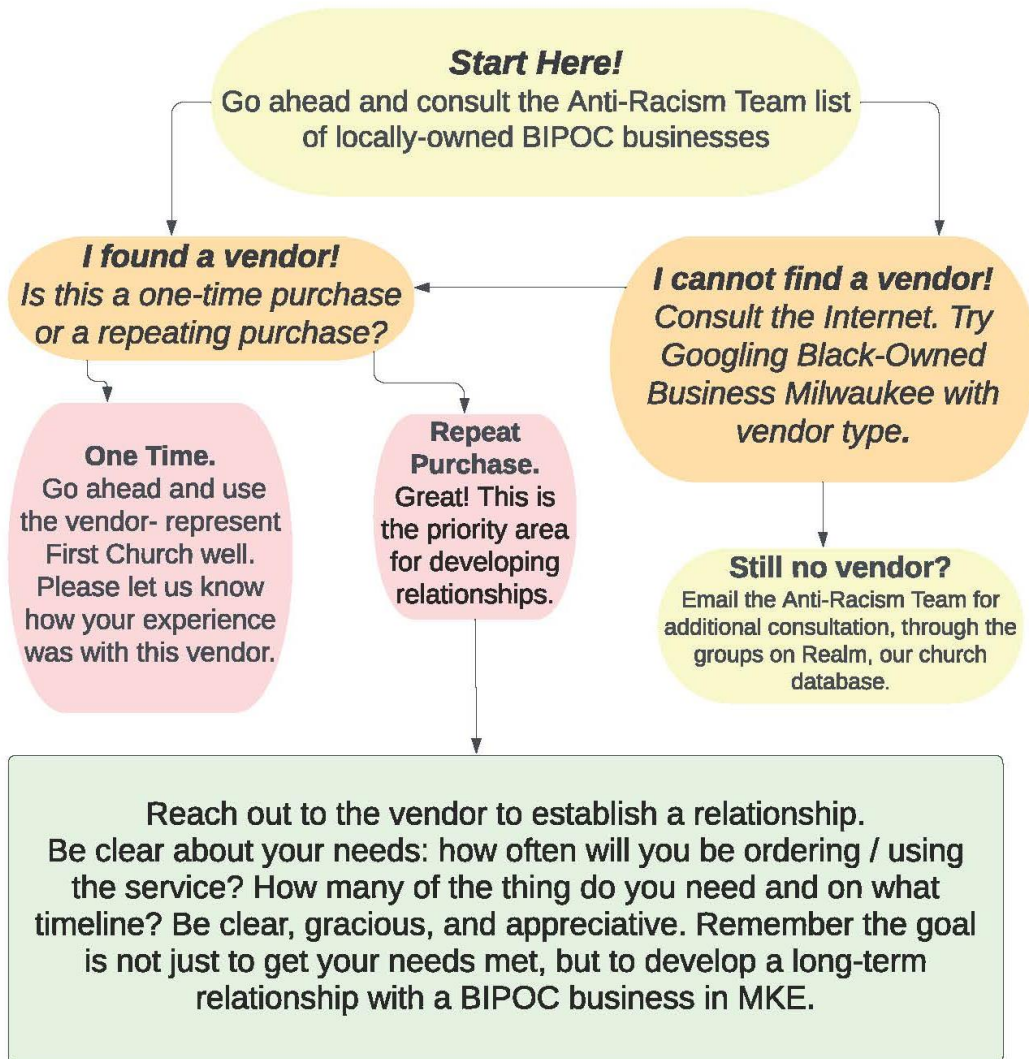 Start Here!
Go ahead and consult the Anti-Racism Team list
of locally-owned BIPOC businesses
I found a vendor!
Is this a one-time purchase
or a repeating purchase?
I cannot find a vendor!
Consult the Internet. Try
Googling Black-Owned
Business Milwaukee with
vendor type.
One Time.
Go ahead and use
the vendor- represent
First Church well.
Please let us know
how your experience
was with this vendor.
Repeat
Purchase.
Great! This is
the priority area
for developing
relationships.
Still no vendor?
Email the Anti-Racism Team for
additional consultation, through the
groups on Realm, our church
database.
Reach out to the vendor to establish a relationship.
Be clear about your needs: how often will you be ordering / using
the service? How many of the thing do you need and on what
timeline? Be clear, gracious, and appreciative. Remember the goal
is not just to get your needs met, but to develop a long-term
relationship with a BIPOC business in MKE.